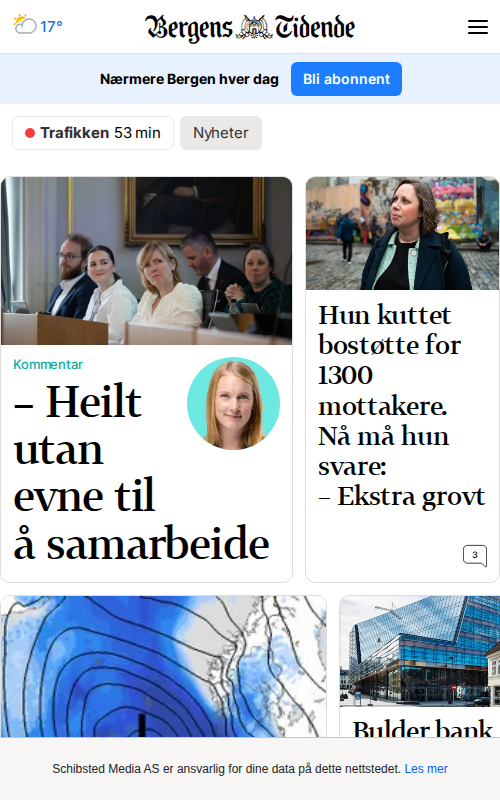 17°
Bergens Tidende
Nærmere Bergen hver dag
Bli abonnent
Trafikken 53 min
Nyheter
Kommentar
– Heilt
utan
evne til
å samarbeide
Hun kuttet
bostøtte for
1300
mottakere.
Nå må hun
svare:
– Ekstra grovt
3
Bulder bank
Schibsted Media AS er ansvarlig for dine data på dette nettstedet. Les mer